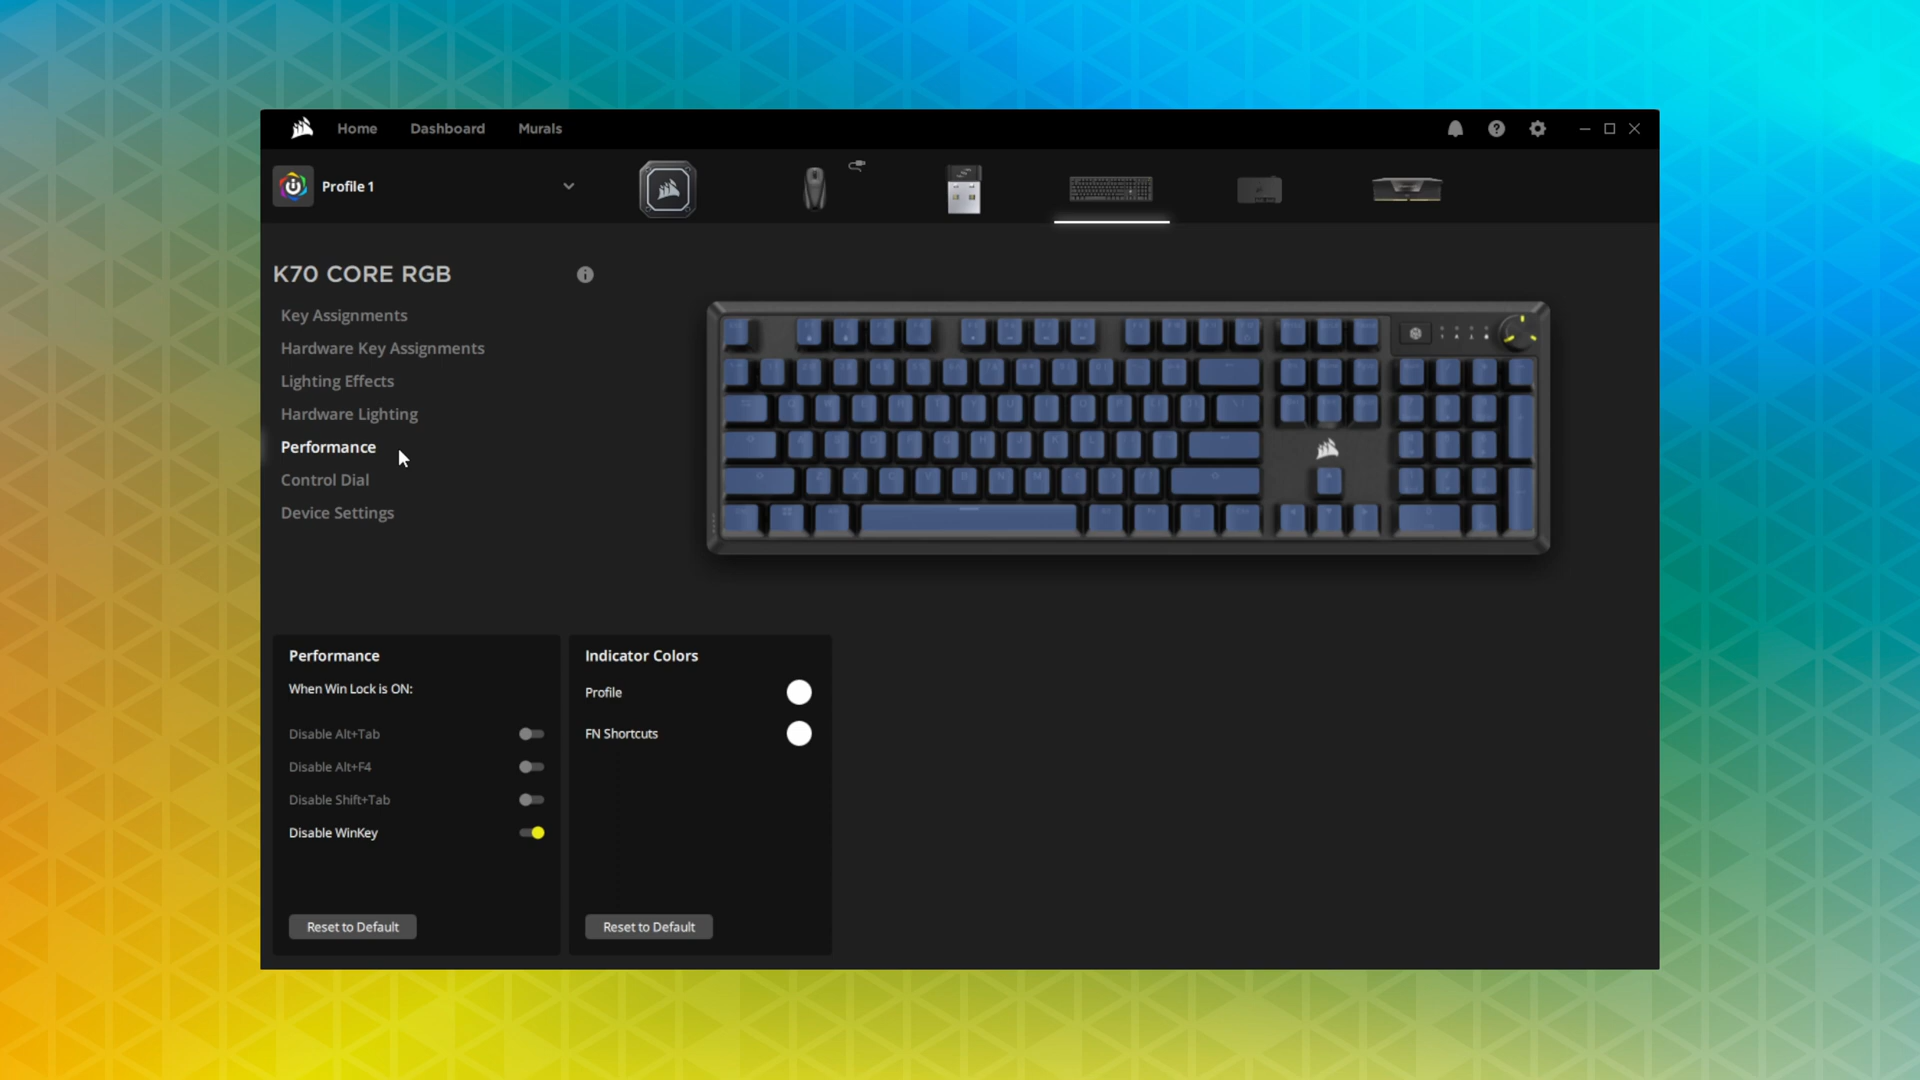 Home Dashboard Murals
Profile 1
K70 CORE RGB
Key Assignments
Hardware Key Assignments
Lighting Effects
Hardware Lighting
Performance
Control Dial
Device Settings
Performance
When Win Lock is ON:
Disable Alt+Tab
Disable Alt+F4
Disable Shift+Tab
Disable WinKey
Reset to Default
Indicator Colors
Profile
FN Shortcuts
Reset to Default